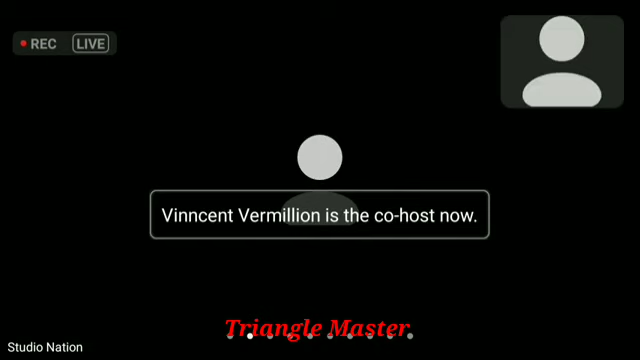 REC LIVE
Vinncent Vermillion is the co-host now.
Triangle Master.
Studio Nation